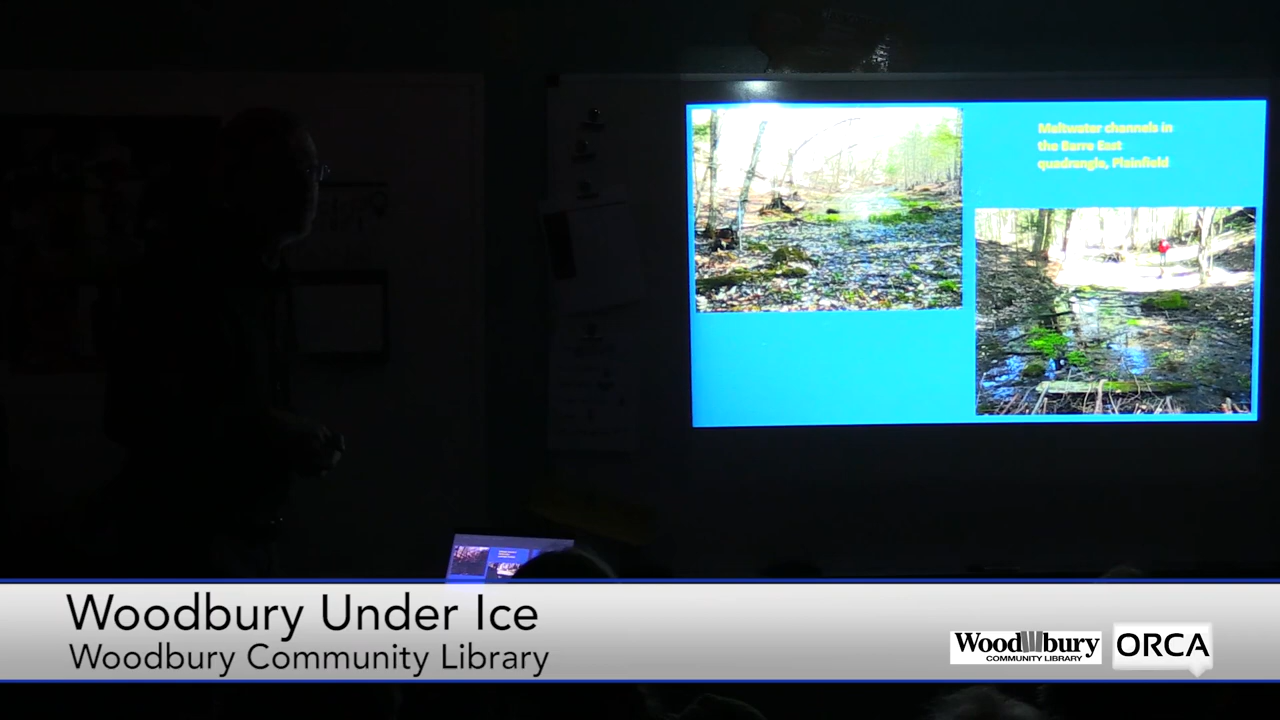 Meltwater channels in
the Barre East
quadrangle, Plainfield
Woodbury Under Ice
Woodbury Community Library
Woodbury
COMMUNITY LIBRARY
ORCA